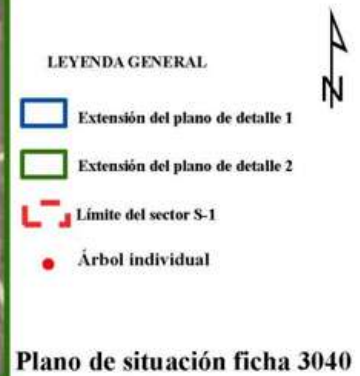 N
LEYENDA GENERAL
Extensión del plano de detalle 1
Extensión del plano de detalle 2
Límite del sector S-1
Árbol individual
Plano de situación ficha 3040